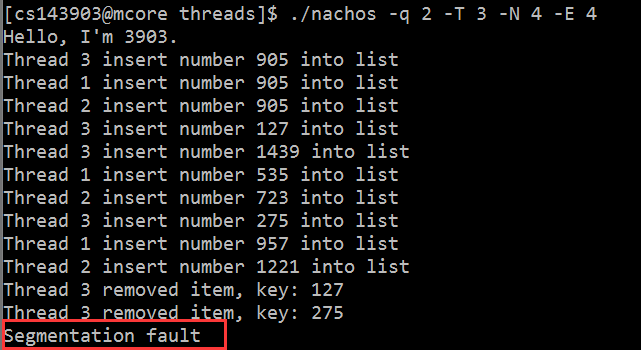 [cs143903@mcore threads]$ ./nachos -q 2 -T 3 -N 4 -E 4
Hello, I'm 3903.
Thread 3 insert number 905 into list
Thread 1 insert number 905 into list
Thread 2 insert number 905 into list
Thread 3 insert number 127 into list
Thread 3 insert number 1439 into list
Thread 1 insert number 535 into list
Thread 2 insert number 723 into list
Thread 3 insert number 275 into list
Thread 1 insert number 957 into list
Thread 2 insert number 1221 into list
Thread 3 removed item, key: 127
Thread 3 removed item, key: 275
Segmentation fault